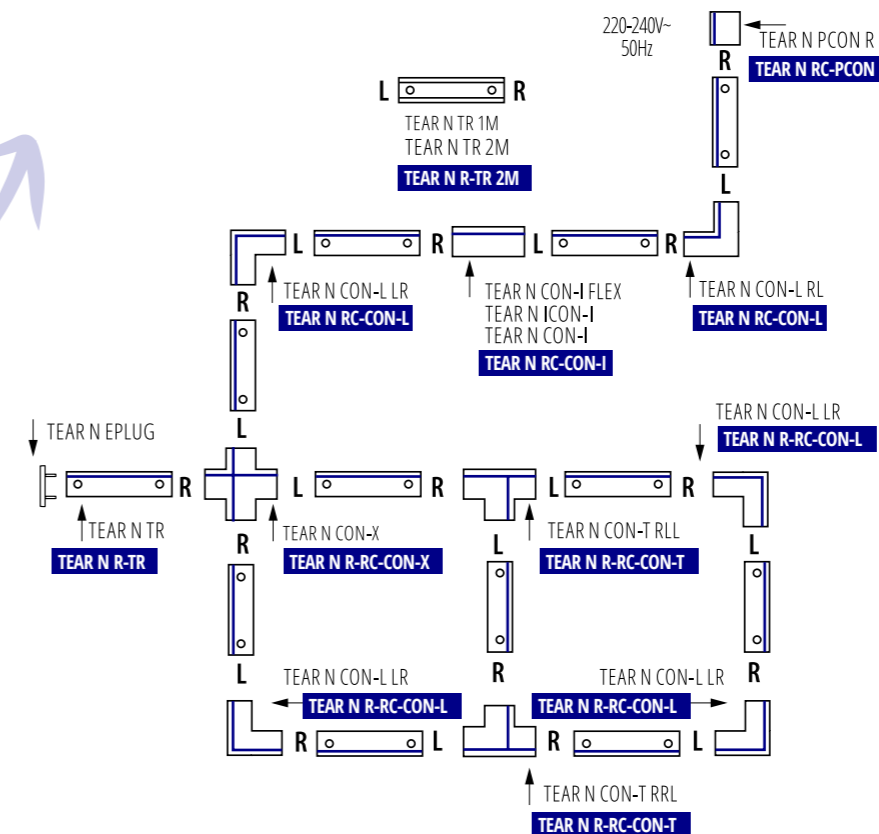 220-240V~
50Hz
TEAR N PCON R
R
TEAR N RC-PCON
L R
TEAR N TR 1M
TEAR N TR 2M
TEAR N R-TR 2M
L
L R L R
R
TEAR N CON-L LR
TEAR N RC-CON-L
TEAR N CON-I FLEX
TEAR N ICON-I
TEAR N CON-I
TEAR N RC-CON-I
TEAR N CON-L RL
TEAR N RC-CON-L
L
TEAR N EPLUG
TEAR N CON-L LR
TEAR N R-RC-CON-L
R L R L R
TEAR N TR
TEAR N R-TR
R
TEAR N CON-X
TEAR N R-RC-CON-X
L
TEAR N CON-T RLL
TEAR N R-RC-CON-T
L
L
R
R
TEAR N CON-L LR
TEAR N R-RC-CON-L
TEAR N CON-L LR
TEAR N R-RC-CON-L
R L R L
TEAR N CON-T RRL
TEAR N R-RC-CON-T